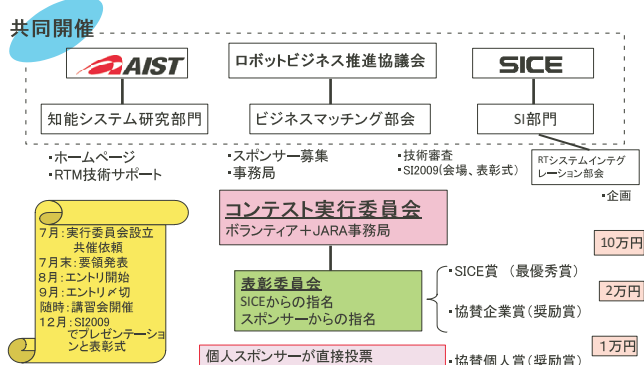 共同開催
AIST
ロボットビジネス推進協議会
SICE
知能システム研究部門
ビジネスマッチング部会
SI部門
・ホームページ
・RTM技術サポート
・スポンサー募集
・事務局
・技術審査
・SI2009(会場、表彰式)
RTシステムインテグ
レーション部会
・企画
コンテスト実行委員会
ボランティア＋JARA事務局
7月：実行委員会設立
共催依頼
7月末：要領発表
8月：エントリ開始
9月：エントリ〆切
随時：講習会開催
12月：SI2009
でプレゼンテーショ
ンと表彰式
表彰委員会
SICEからの指名
スポンサーからの指名
・SICE賞　（最優秀賞）
10万円
・協賛企業賞（奨励賞）
2万円
個人スポンサーが直接投票
・協賛個人賞（奨励賞）
1万円